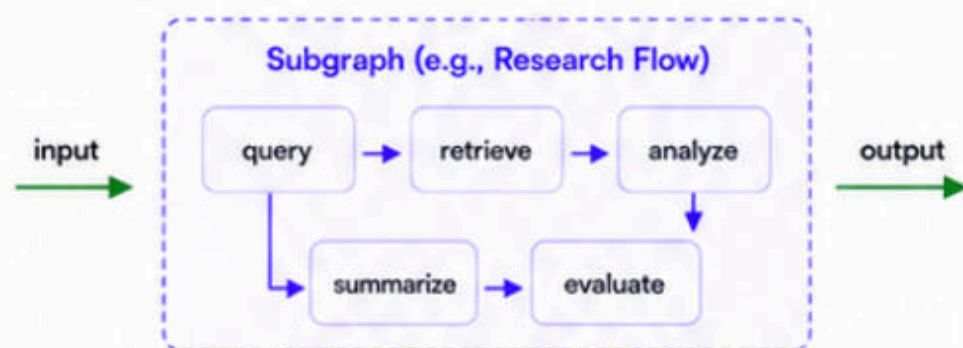 Subgraph (e.g., Research Flow)
input
query
retrieve
analyze
output
summarize
evaluate